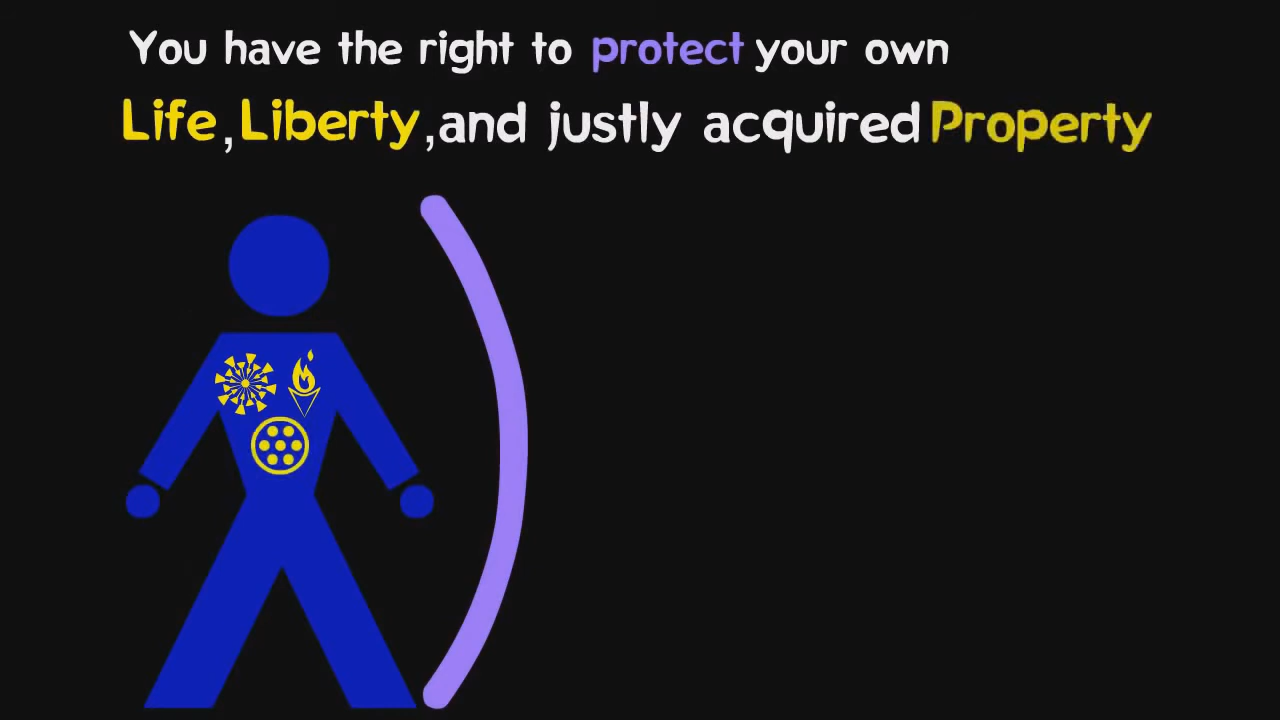 You have the right to protect your own
Life, Liberty, and justly acquired Property